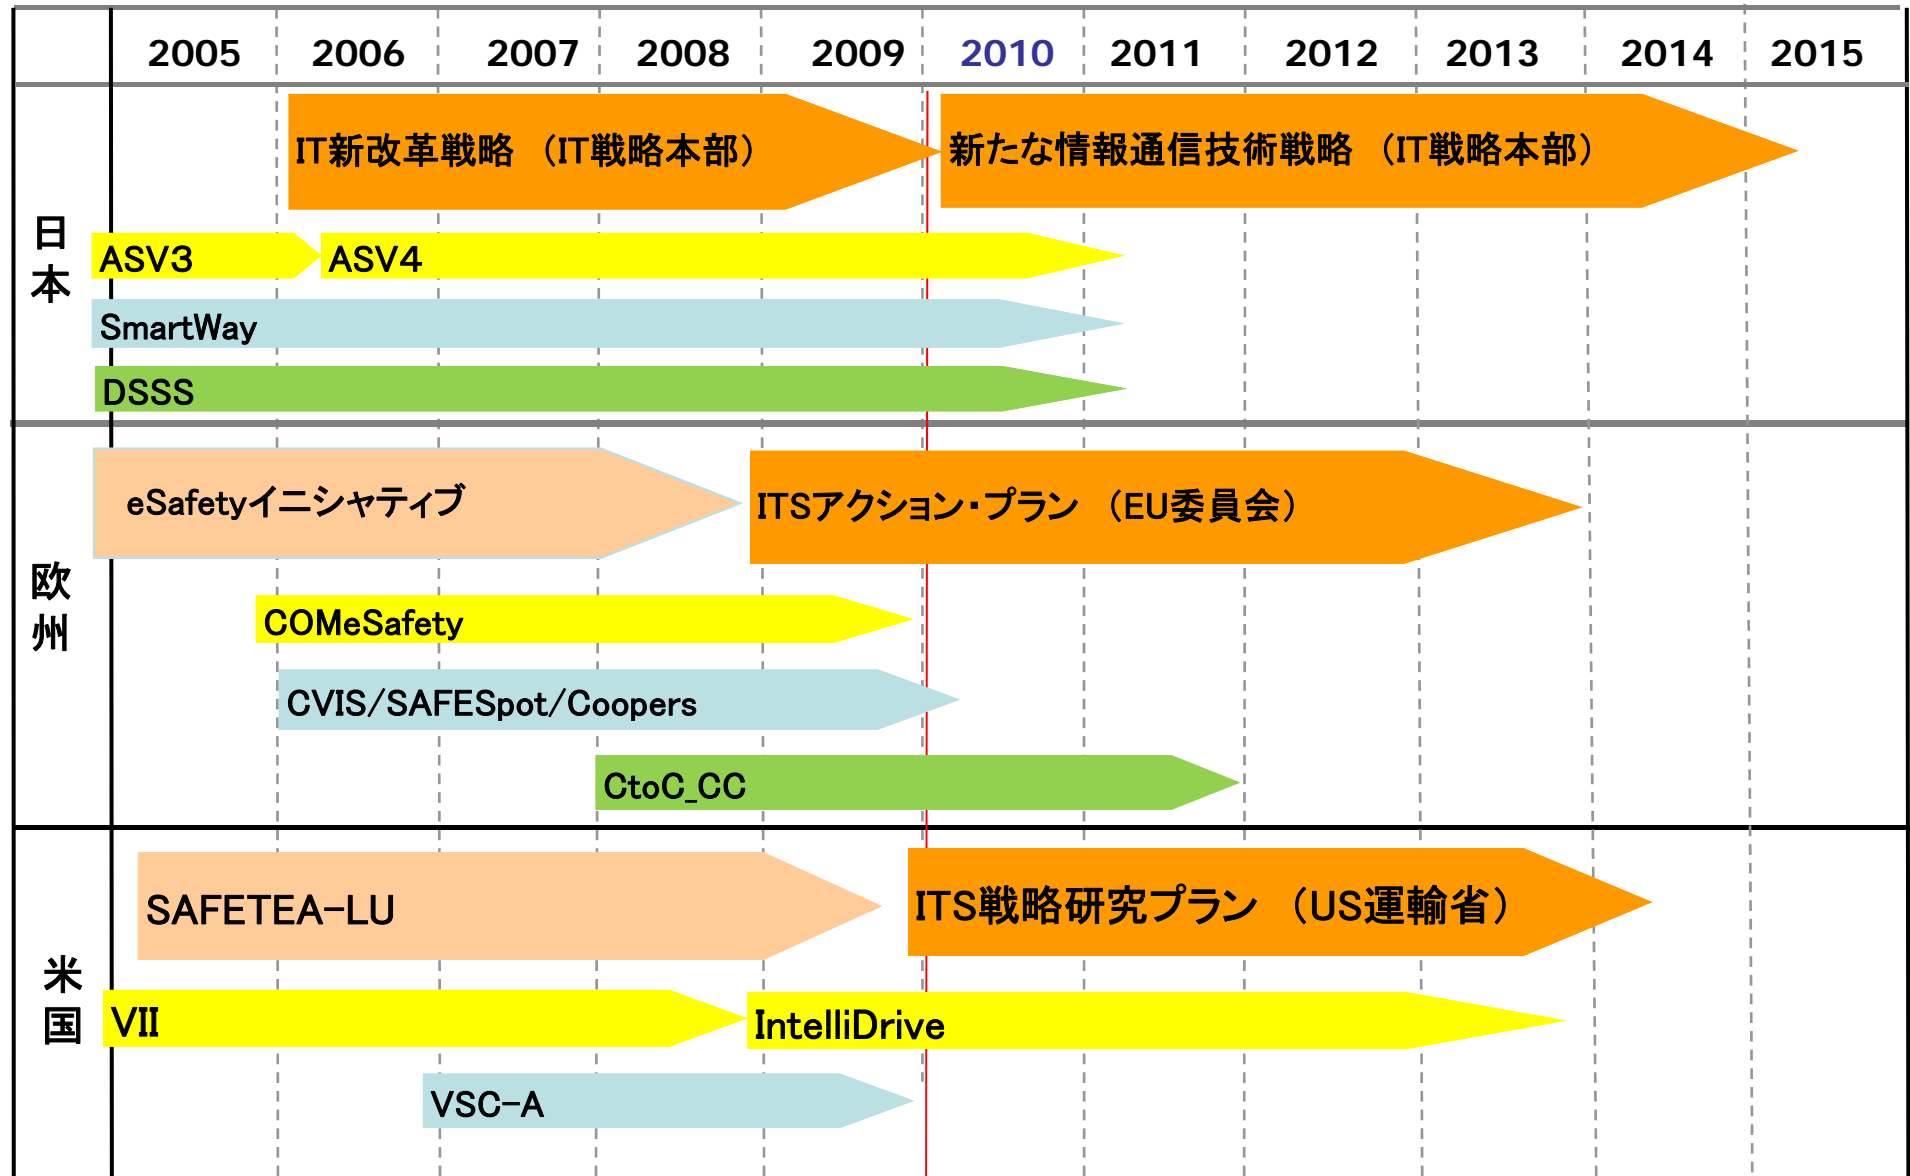 2005 2006 2007 2008 2009 2010 2011 2012 2013 2014 2015
日本
IT新改革戦略 （IT戦略本部）
新たな情報通信技術戦略 （IT戦略本部）
ASV3
ASV4
SmartWay
DSSS
欧州
eSafetyイニシャティブ
ITSアクション・プラン （EU委員会）
COMeSafety
CVIS/SAFESpot/Coopers
CtoC_CC
米国
SAFETEA-LU
ITS戦略研究プラン （US運輸省）
VII
IntelliDrive
VSC-A